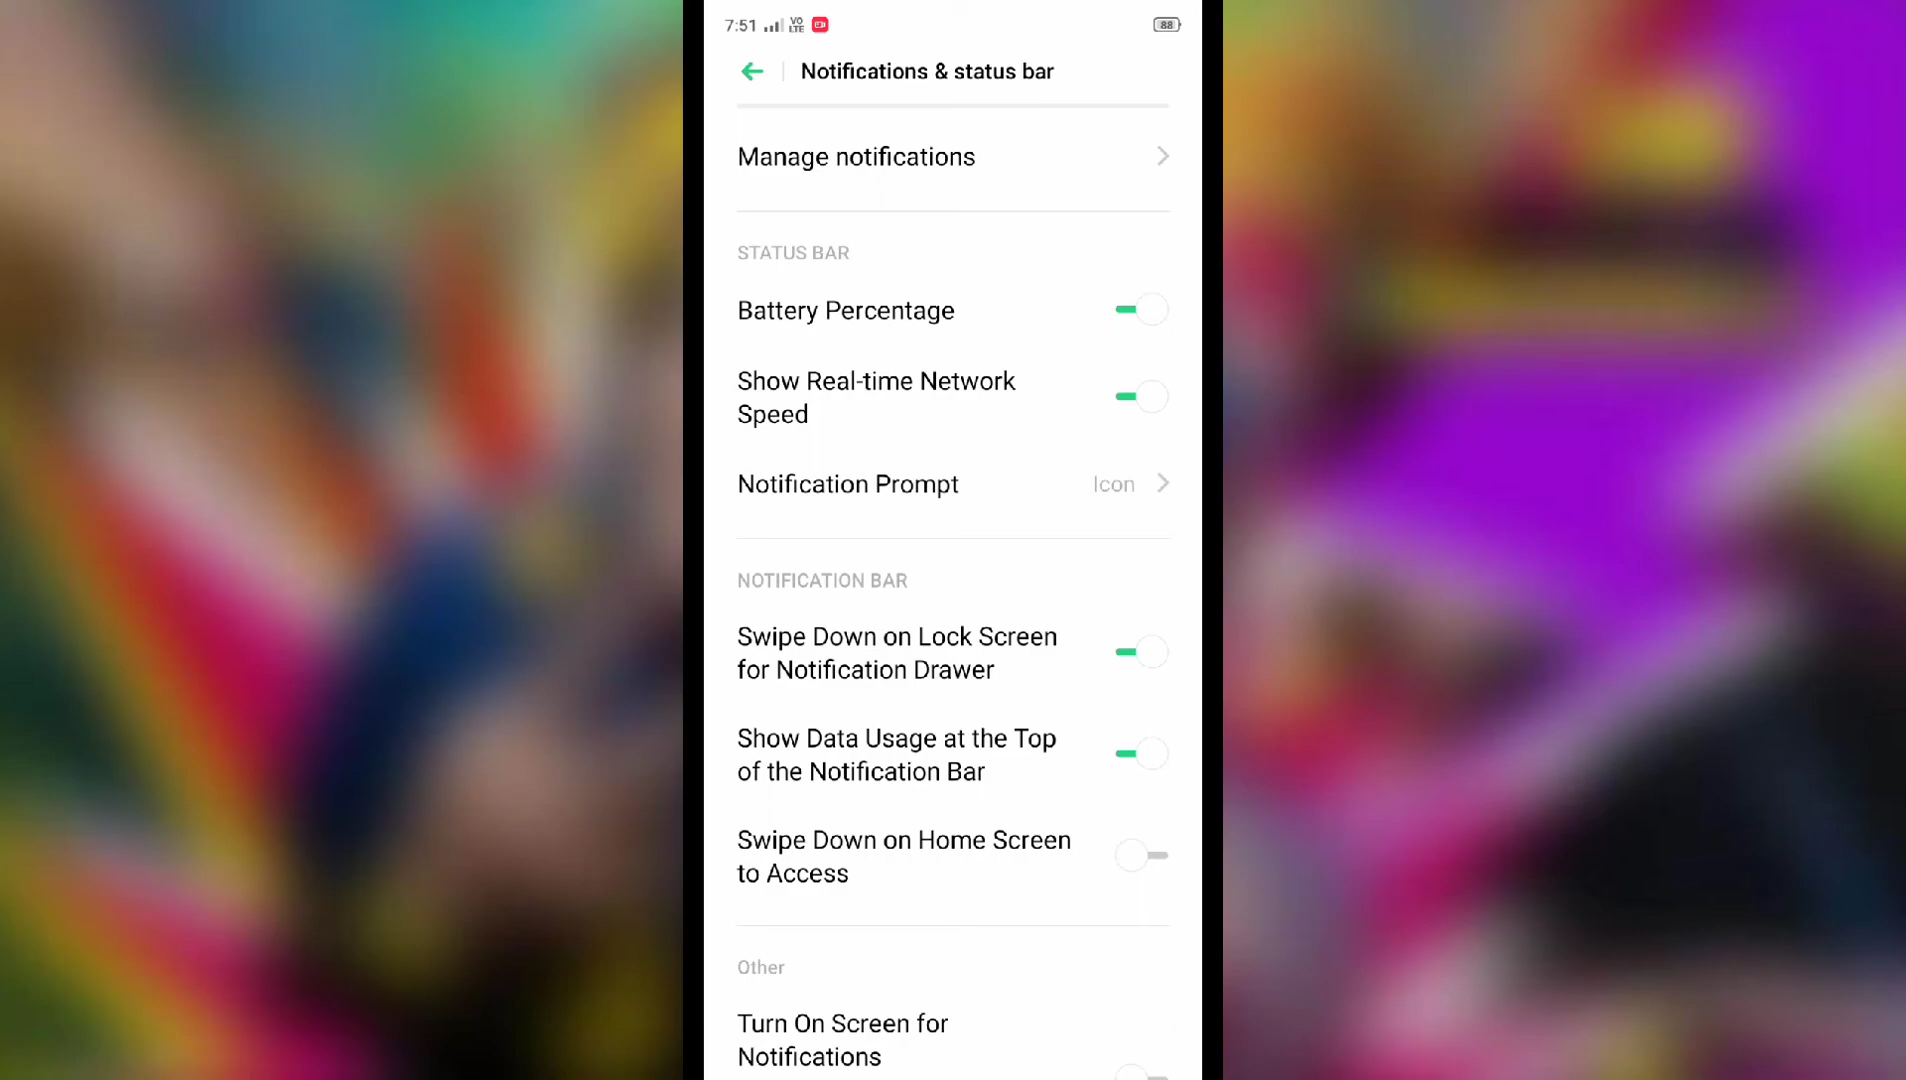 7:51 VO LTE 88
Notifications & status bar
Manage notifications
STATUS BAR
Battery Percentage
Show Real-time Network
Speed
Notification Prompt Icon
NOTIFICATION BAR
Swipe Down on Lock Screen
for Notification Drawer
Show Data Usage at the Top
of the Notification Bar
Swipe Down on Home Screen
to Access
Other
Turn On Screen for
Notifications